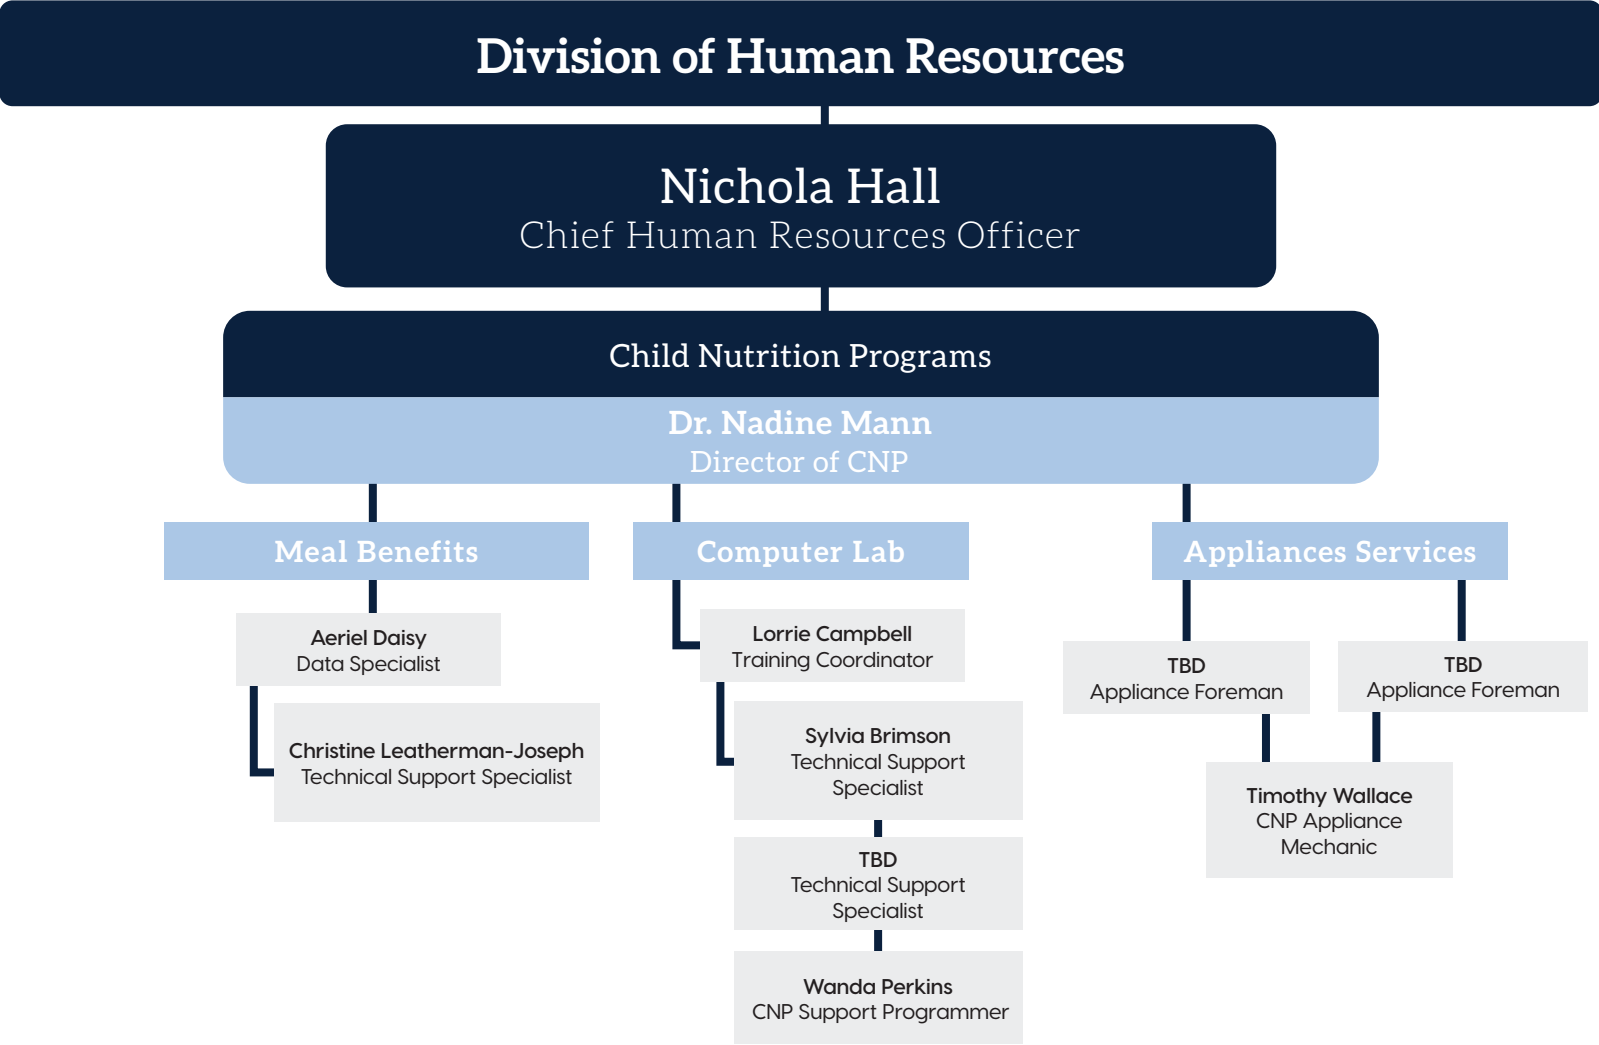 Division of Human Resources
Nichola Hall
Chief Human Resources Officer
Child Nutrition Programs
Dr. Nadine Mann
Director of CNP
Meal Benefits
Aeriel Daisy
Data Specialist
Christine Leatherman-Joseph
Technical Support Specialist
Computer Lab
Lorrie Campbell
Training Coordinator
Sylvia Brimson
Technical Support
Specialist
TBD
Technical Support
Specialist
Wanda Perkins
CNP Support Programmer
Appliances Services
TBD
Appliance Foreman
TBD
Appliance Foreman
Timothy Wallace
CNP Appliance
Mechanic